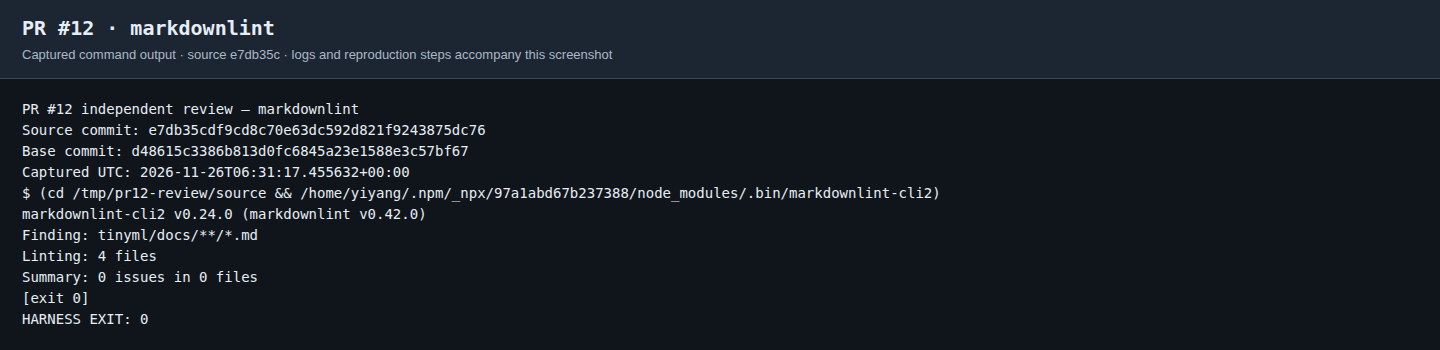 PR #12 · markdownlint
Captured command output · source e7db35c · logs and reproduction steps accompany this screenshot
PR #12 independent review — markdownlint
Source commit: e7db35cdf9cd8c70e63dc592d821f9243875dc76
Base commit: d48615c3386b813d0fc6845a23e1588e3c57bf67
Captured UTC: 2026-11-26T06:31:17.455632+00:00
$ (cd /tmp/pr12-review/source && /home/yiyang/.npm/_npx/97a1abd67b237388/node_modules/.bin/markdownlint-cli2)
markdownlint-cli2 v0.24.0 (markdownlint v0.42.0)
Finding: tinyml/docs/**/*.md
Linting: 4 files
Summary: 0 issues in 0 files
[exit 0]
HARNESS EXIT: 0